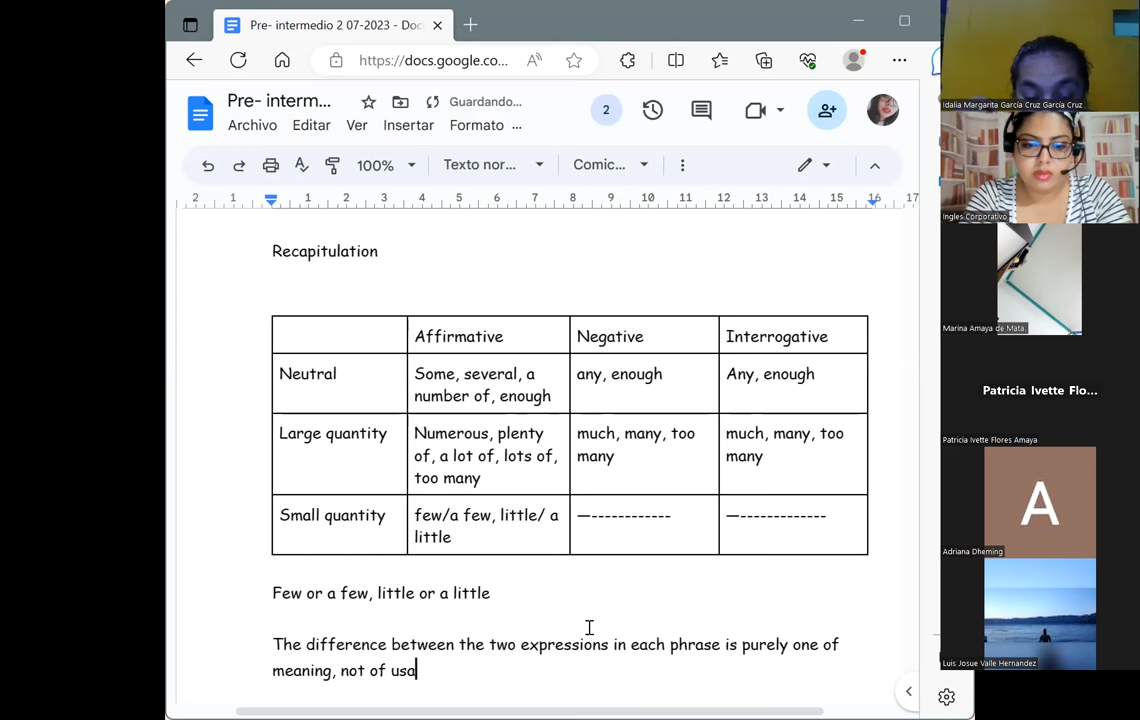 Pre- intermedio 2 07-2023 - Doc
https://docs.google.co...
Pre- interm...
Guardando...
2
Archivo Editar Ver Insertar Formato ...
100% Texto nor... Comic...
2 1 1 2 3 4 5 6 7 8 9 10 11 12 13 14 15 16 17
Recapitulation
Affirmative Negative Interrogative
Neutral Some, several, a number of, enough any, enough Any, enough
Large quantity Numerous, plenty of, a lot of, lots of, too many much, many, too many much, many, too many
Small quantity few/a few, little/ a little —------------ —-------------
Few or a few, little or a little
The difference between the two expressions in each phrase is purely one of
meaning, not of usa
Idalia Margarita García Cruz García Cruz
Ingles Corporativo
Marina Amaya de Mata.
Patricia Ivette Flo...
Patricia Ivette Flores Amaya
A
Adriana Dheming
Luis Josue Valle Hernandez